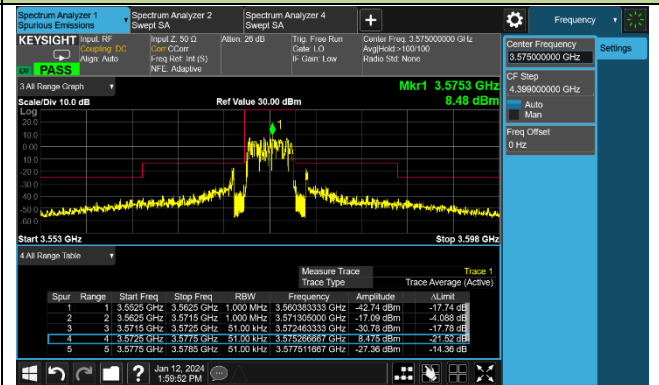 Spectrum Analyzer 1
Spurious Emissions
Spectrum Analyzer 2
Swept SA
Spectrum Analyzer 4
Swept SA
+
Frequency
KEYSIGHT
Input: RF
Coupling: DC
Align: Auto
Input Z: 50 Ω
Corr CCorr
Freq Ref: Int (S)
NFE: Adaptive
Atten: 26 dB
Trig: Free Run
Gate: LO
IF Gain: Low
Center Freq: 3.575000000 GHz
Avg|Hold:>100/100
Radio Std: None
LW PASS
Center Frequency
3.575000000 GHz
Settings
CF Step
4.399000000 GHz
Auto
Man
Freq Offset
0 Hz
3 All Range Graph
Mkr1 3.5753 GHz
Scale/Div 10.0 dB
Ref Value 30.00 dBm
8.48 dBm
Log
20.0
10.0
0.00
-10.0
-20.0
-30.0
-40.0
-50.0
-60.0
1
Start 3.553 GHz
Stop 3.598 GHz
4 All Range Table
Measure Trace Trace 1
Trace Type Trace Average (Active)
Spur Range Start Freq Stop Freq RBW Frequency Amplitude ΔLimit
1 1 3.5525 GHz 3.5625 GHz 1.000 MHz 3.560383333 GHz -42.74 dBm -17.74 dB
2 2 3.5625 GHz 3.5715 GHz 1.000 MHz 3.571305000 GHz -17.09 dBm -4.088 dB
3 3 3.5715 GHz 3.5725 GHz 51.00 kHz 3.572463333 GHz -30.78 dBm -17.78 dB
4 4 3.5725 GHz 3.5775 GHz 51.00 kHz 3.575266667 GHz 8.475 dBm -21.52 dB
5 5 3.5775 GHz 3.5785 GHz 51.00 kHz 3.577511667 GHz -27.36 dBm -14.36 dB
?
Jan 12, 2024
1:59:52 PM